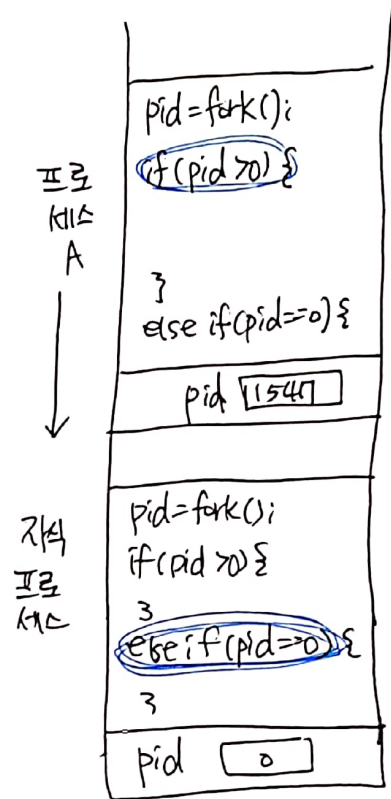 pid=fork();
if(pid>0){
프로
세스
A
}
else if(pid==0){
pid 11547
pid=fork();
자식
if(pid>0){
프로
세스
}
else if(pid==0){
}
pid 0